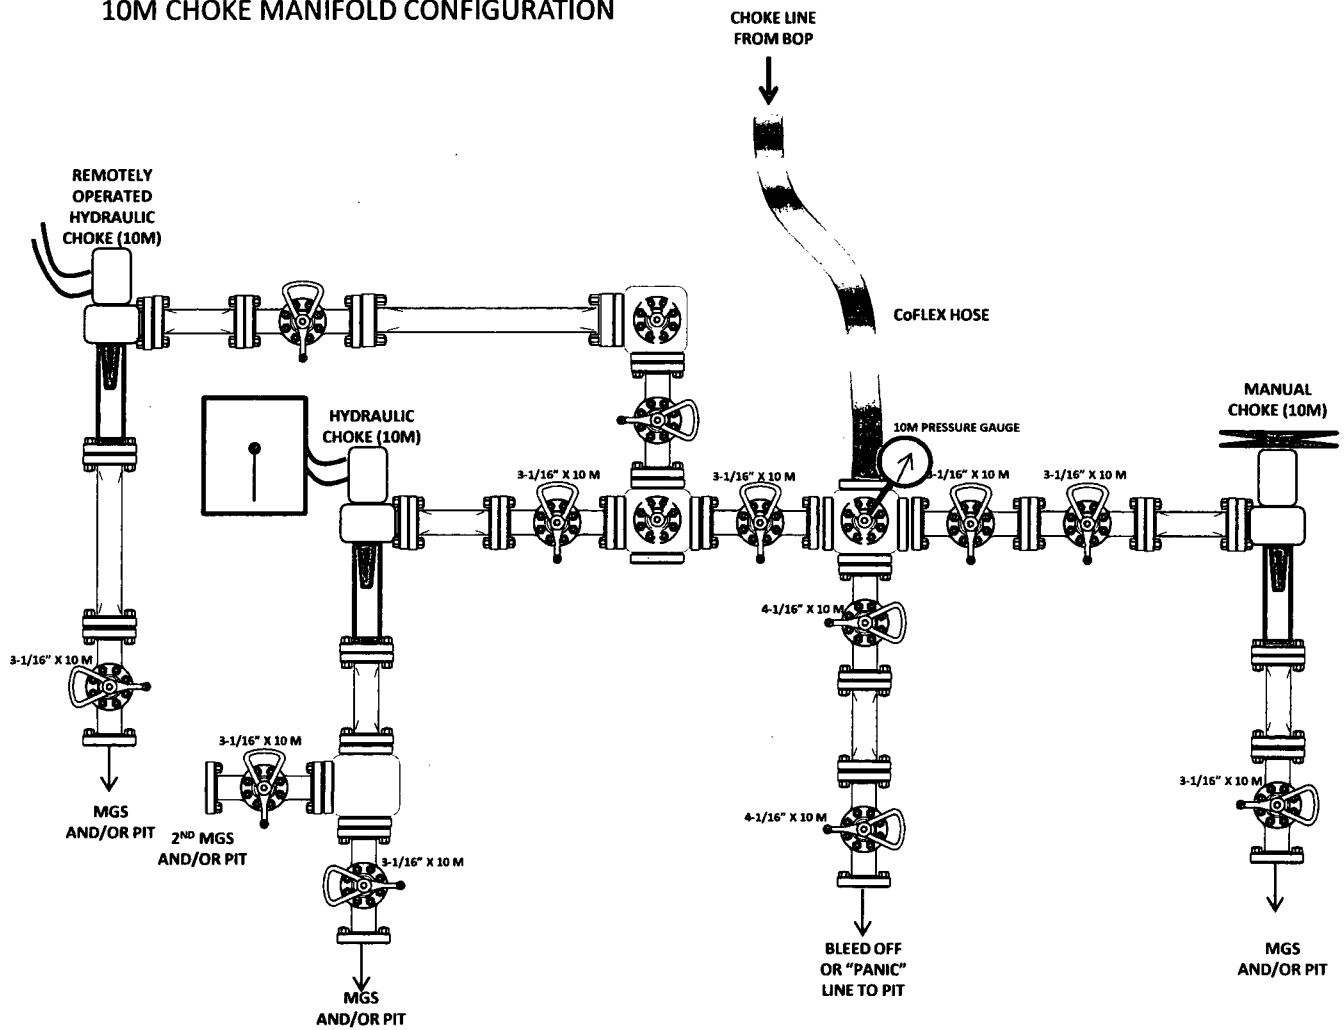 10M CHOKE MANIFOLD CONFIGURATION
CHOKE LINE
FROM BOP
REMOTELY
OPERATED
HYDRAULIC
CHOKE (10M)
CoFLEX HOSE
MANUAL
CHOKE (10M)
HYDRAULIC
CHOKE (10M)
10M PRESSURE GAUGE
3-1/16" X 10 M
3-1/16" X 10 M
3-1/16" X 10 M
3-1/16" X 10 M
4-1/16" X 10 M
3-1/16" X 10 M
3-1/16" X 10 M
3-1/16" X 10 M
4-1/16" X 10 M
MGS
AND/OR PIT
2ND MGS
AND/OR PIT
3-1/16" X 10 M
BLEED OFF
OR "PANIC"
LINE TO PIT
MGS
AND/OR PIT
MGS
AND/OR PIT